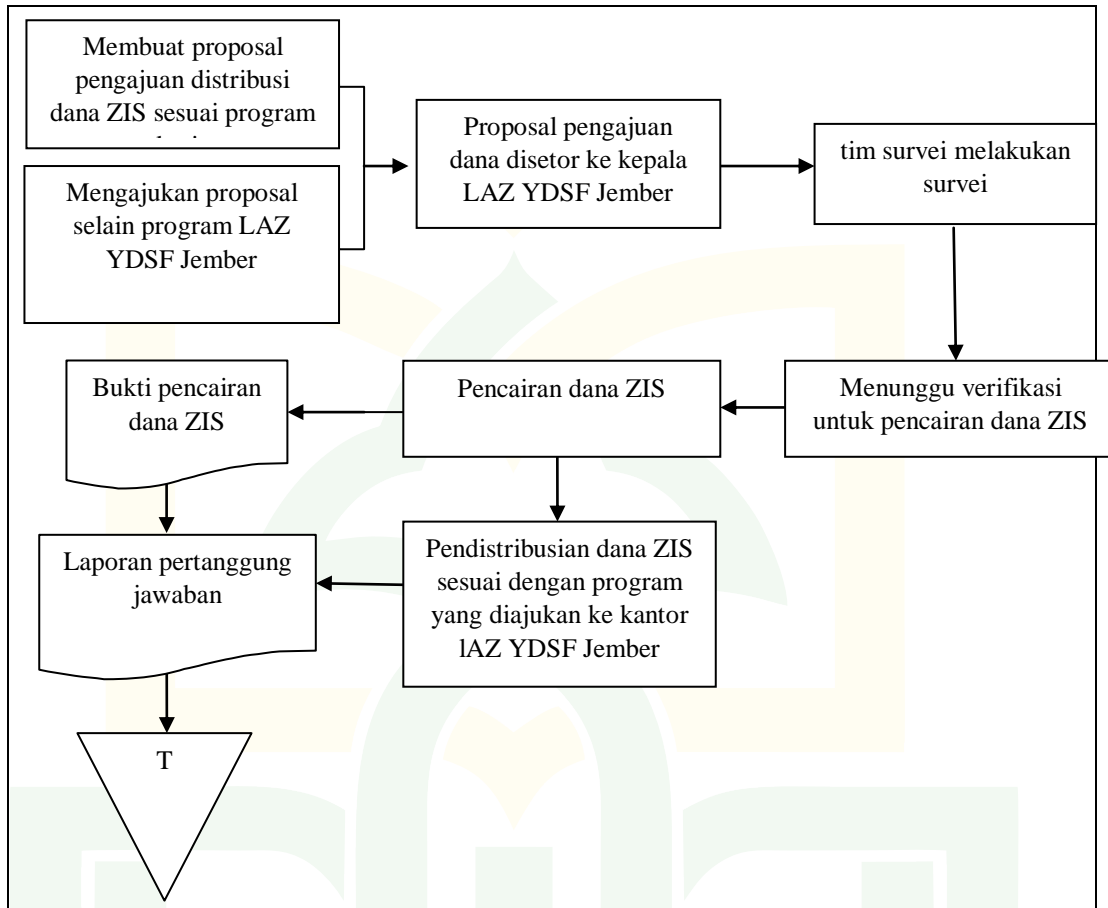 Membuat proposal
pengajuan distribusi
dana ZIS sesuai program
Mengajukan proposal
selain program LAZ
YDSF Jember
Proposal pengajuan
dana disetor ke kepala
LAZ YDSF Jember
tim survei melakukan
survei
Menunggu verifikasi
untuk pencairan dana ZIS
Pencairan dana ZIS
Bukti pencairan
dana ZIS
Pendistribusian dana ZIS
sesuai dengan program
yang diajukan ke kantor
lAZ YDSF Jember
Laporan pertanggung
jawaban
T